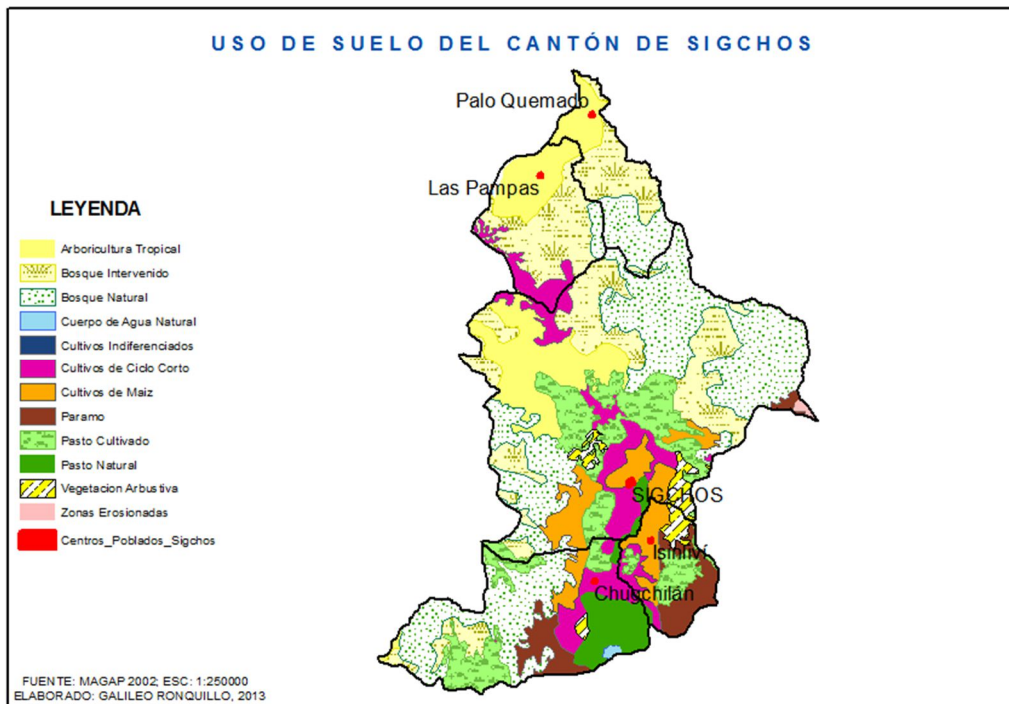 USO DE SUELO DEL CANTÓN DE SIGCHOS
Palo Quemado
Las Pampas
LEYENDA
Arboricultura Tropical
Bosque Intervenido
Bosque Natural
Cuerpo de Agua Natural
Cultivos Indiferenciados
Cultivos de Ciclo Corto
Cultivos de Maiz
Paramo
Pasto Cultivado
Pasto Natural
Vegetacion Arbustiva
Zonas Erosionadas
Centros_Poblados_Sigchos
SIGCHOS
Isinliví
Chugchilán
FUENTE: MAGAP 2002; ESC: 1:250000
ELABORADO: GALILEO RONQUILLO, 2013